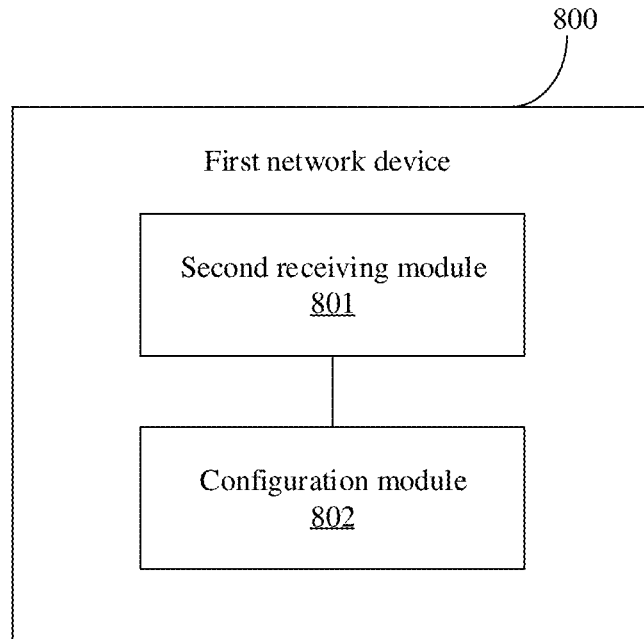 800
First network device
Second receiving module
801
Configuration module
802